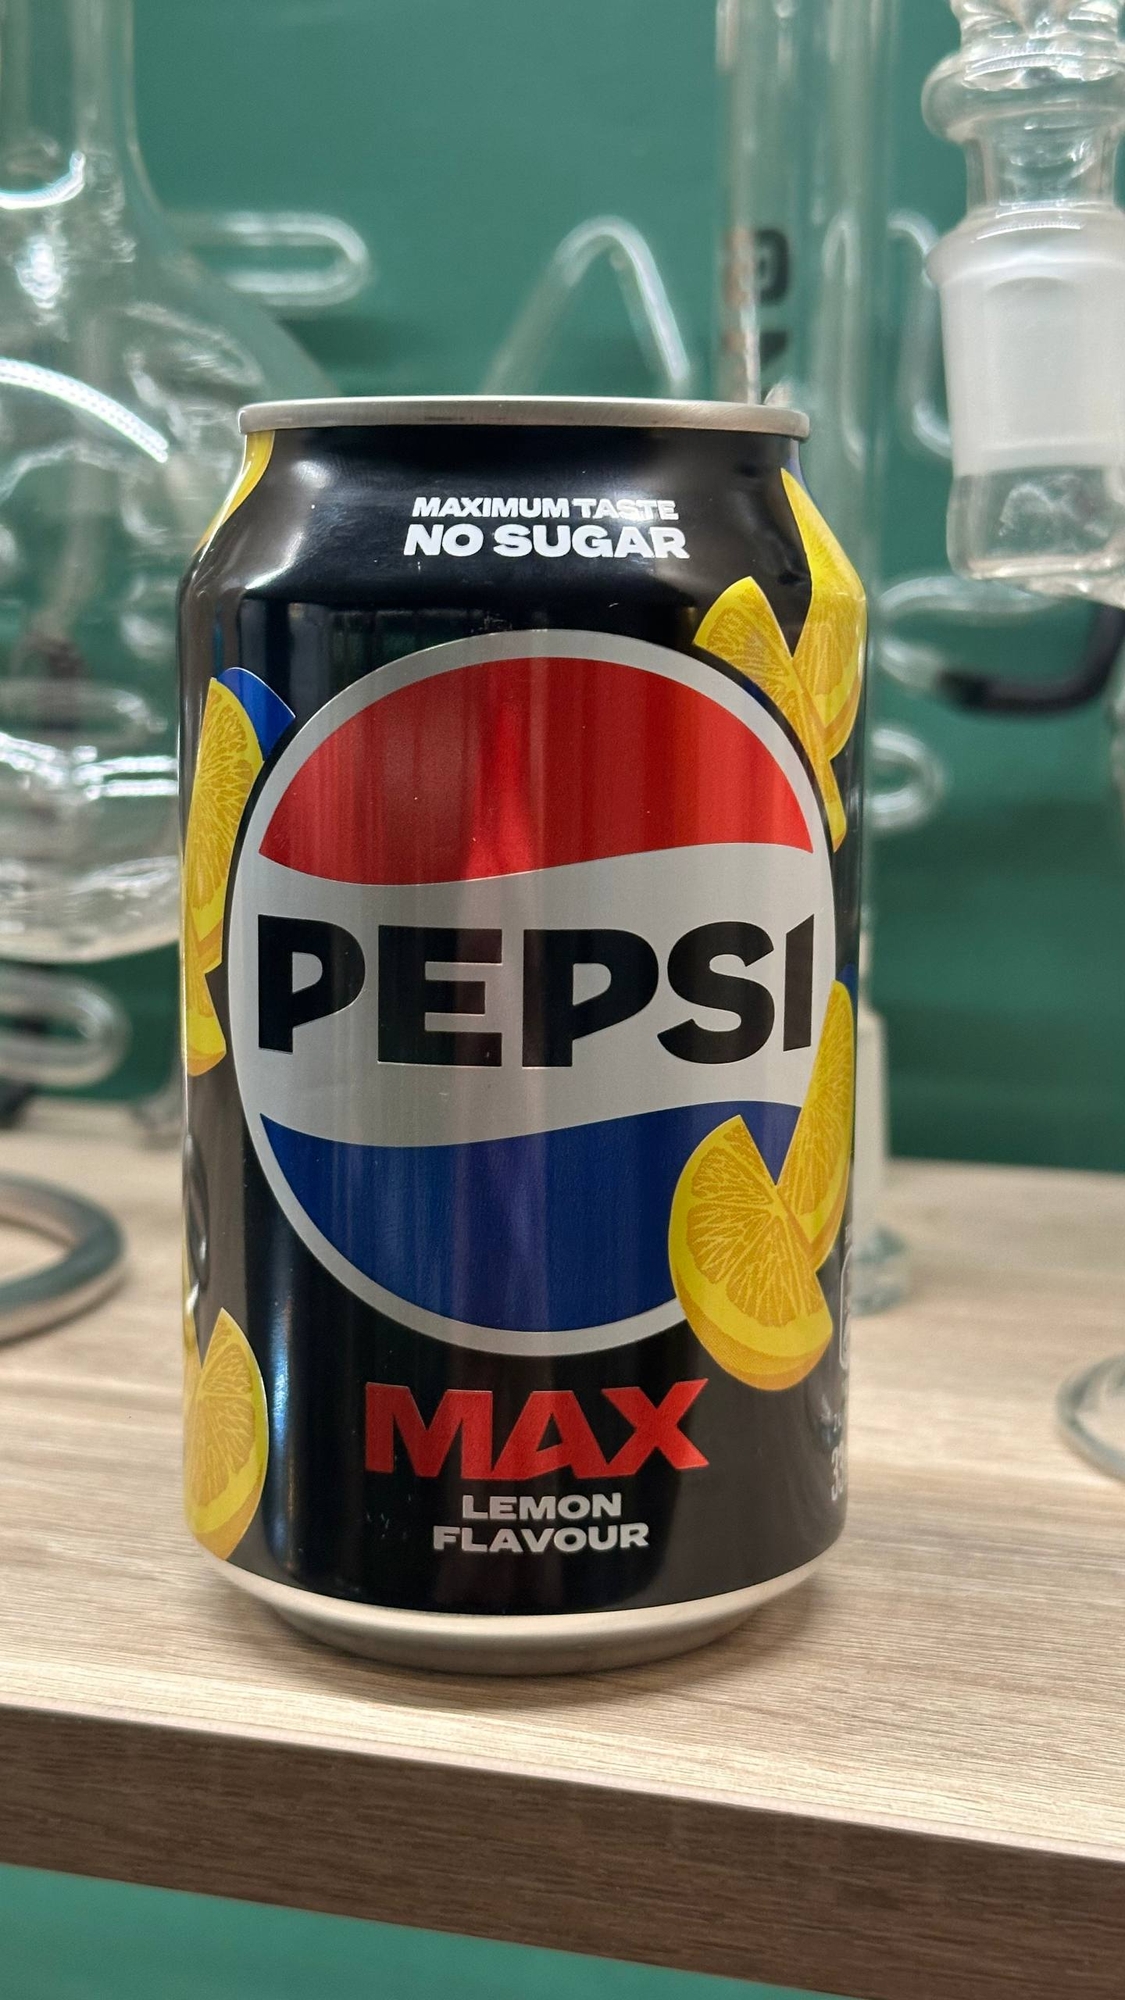 MAXIMUM TASTE
NO SUGAR
PEPSI
MAX
LEMON
FLAVOUR